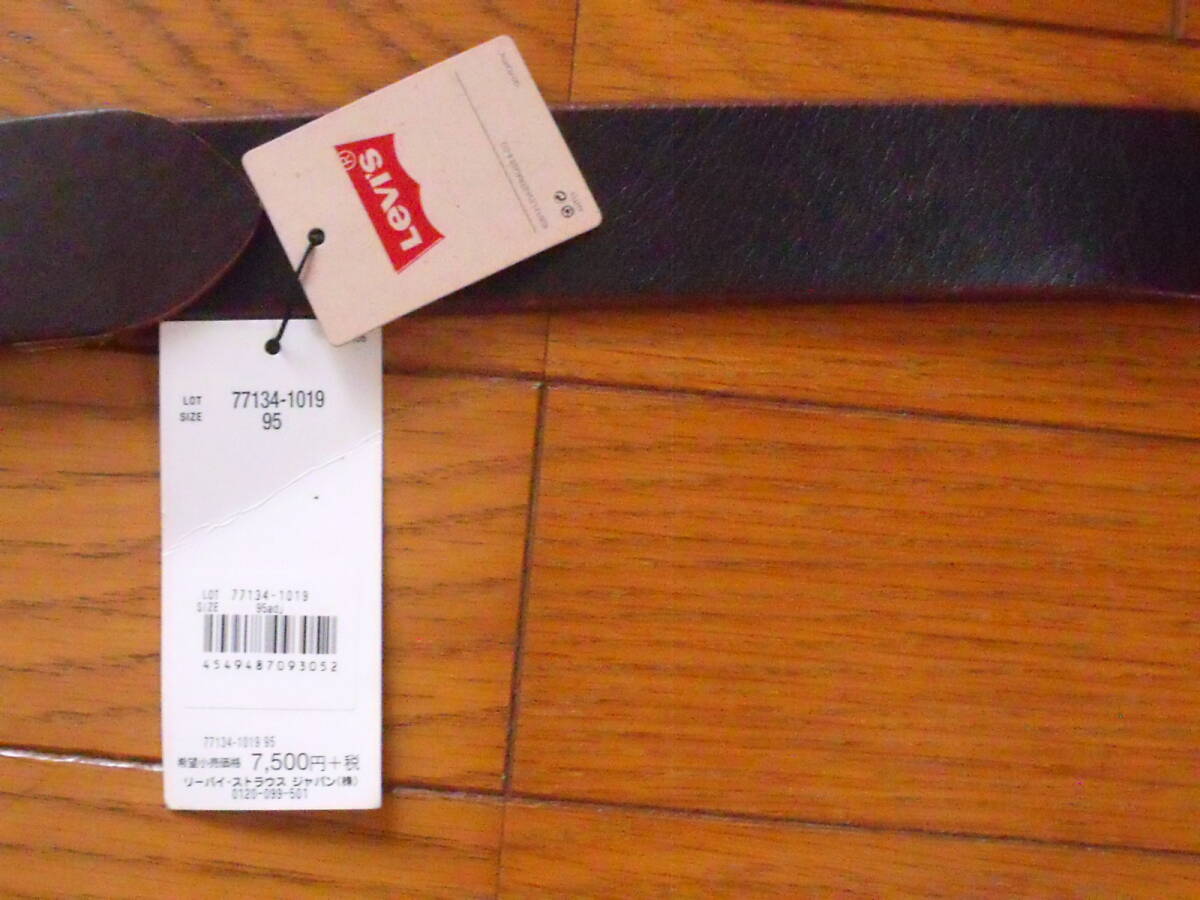 Levi's®
LOT 77134-1019
SIZE 95
LOT 77134-1019
SIZE 95adj
4549487093052
77134-1019 95
希望小売価格 7,500円+税
リーバイ・ストラウス ジャパン(株)
0120-099-501